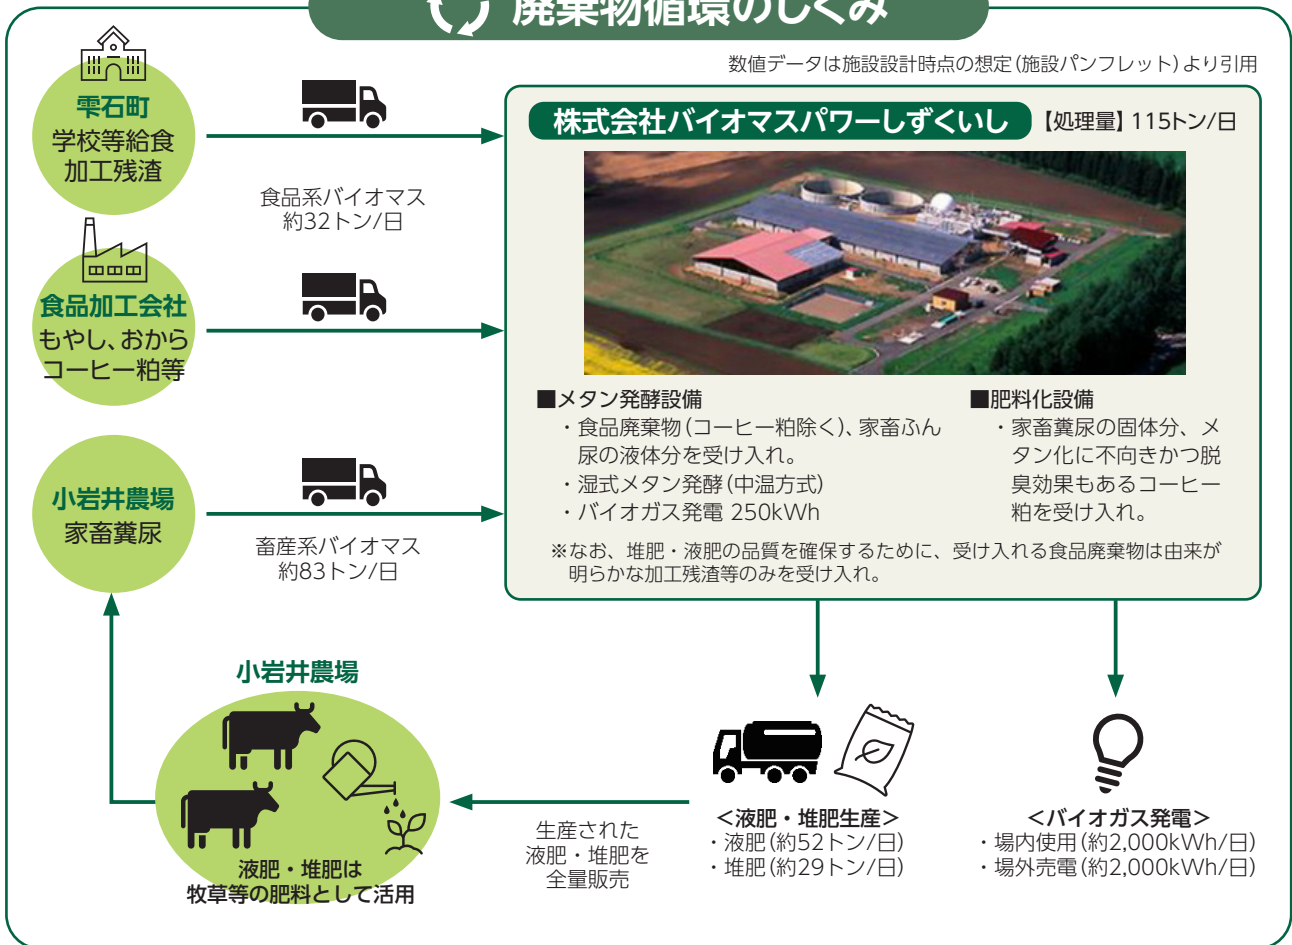 廃棄物循環のしくみ
数値データは施設設計時点の想定(施設パンフレット)より引用
雫石町
学校等給食
加工残渣
食品系バイオマス
約32トン/日
食品加工会社
もやし、おから
コーヒー粕等
小岩井農場
家畜糞尿
畜産系バイオマス
約83トン/日
株式会社バイオマスパワーしずくいし
【処理量】115トン/日
■メタン発酵設備
・食品廃棄物(コーヒー粕除く)、家畜ふん
尿の液体分を受け入れ。
・湿式メタン発酵(中温方式)
・バイオガス発電 250kWh
■肥料化設備
・家畜糞尿の固体分、メ
タン化に不向きかつ脱
臭効果もあるコーヒー
粕を受け入れ。
※なお、堆肥・液肥の品質を確保するために、受け入れる食品廃棄物は由来が
明らかな加工残渣等のみを受け入れ。
小岩井農場
液肥・堆肥は
牧草等の肥料として活用
生産された
液肥・堆肥を
全量販売
<液肥・堆肥生産>
・液肥(約52トン/日)
・堆肥(約29トン/日)
<バイオガス発電>
・場内使用(約2,000kWh/日)
・場外売電(約2,000kWh/日)